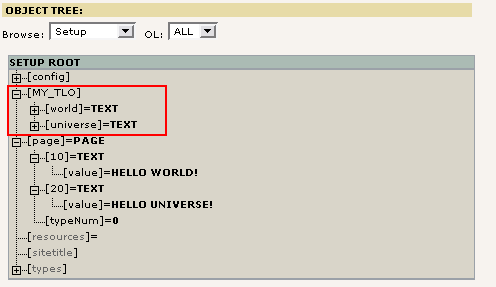 OBJECT TREE:
Browse: Setup OL: ALL
SETUP ROOT
[config]
[MY_TLO]
[world]=TEXT
[universe]=TEXT
[page]=PAGE
[10]=TEXT
[value]=HELLO WORLD!
[20]=TEXT
[value]=HELLO UNIVERSE!
[typeNum]=0
[resources]=
[sitetitle]
[types]